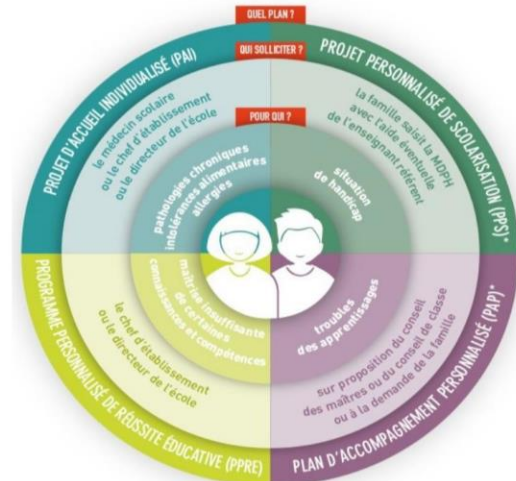 QUEL PLAN ?
QUI SOLLICITER ?
POUR QUI ?
PROJET D'ACCUEIL INDIVIDUALISÉ (PAI)
le médecin scolaire
ou le chef d'établissement
ou le directeur de l'école
pathologies chroniques
intolérances alimentaires
allergies
PROJET PERSONNALISÉ DE SCOLARISATION (PPS)*
la famille saisit la MDPH
avec l'aide éventuelle
de l'enseignant référent
situation
de handicap
PROGRAMME PERSONNALISÉ DE RÉUSSITE ÉDUCATIVE (PPRE)
le chef d'établissement
ou le directeur de l'école
maîtrise insuffisante
de certaines
connaissances et compétences
PLAN D'ACCOMPAGNEMENT PERSONNALISÉ (PAP)*
sur proposition du conseil
des maîtres ou du conseil de classe
ou à la demande de la famille
troubles
des apprentissages